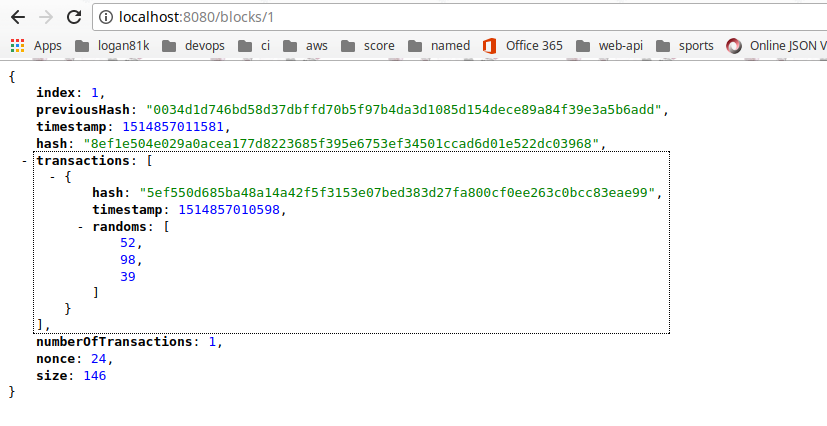 localhost:8080/blocks/1
Apps logan81k devops ci aws score named Office 365 web-api sports Online JSON V
{
index: 1,
previousHash: "0034d1d746bd58d37dbffd70b5f97b4da3d1085d154dece89a84f39e3a5b6add",
timestamp: 1514857011581,
hash: "8ef1e504e029a0acea177d8223685f395e6753ef34501ccad6d01e522dc03968",
- transactions: [
- {
hash: "5ef550d685ba48a14a42f5f3153e07bed383d27fa800cf0ee263c0bcc83eae99",
timestamp: 1514857010598,
- randoms: [
52,
98,
39
]
}
],
numberOfTransactions: 1,
nonce: 24,
size: 146
}